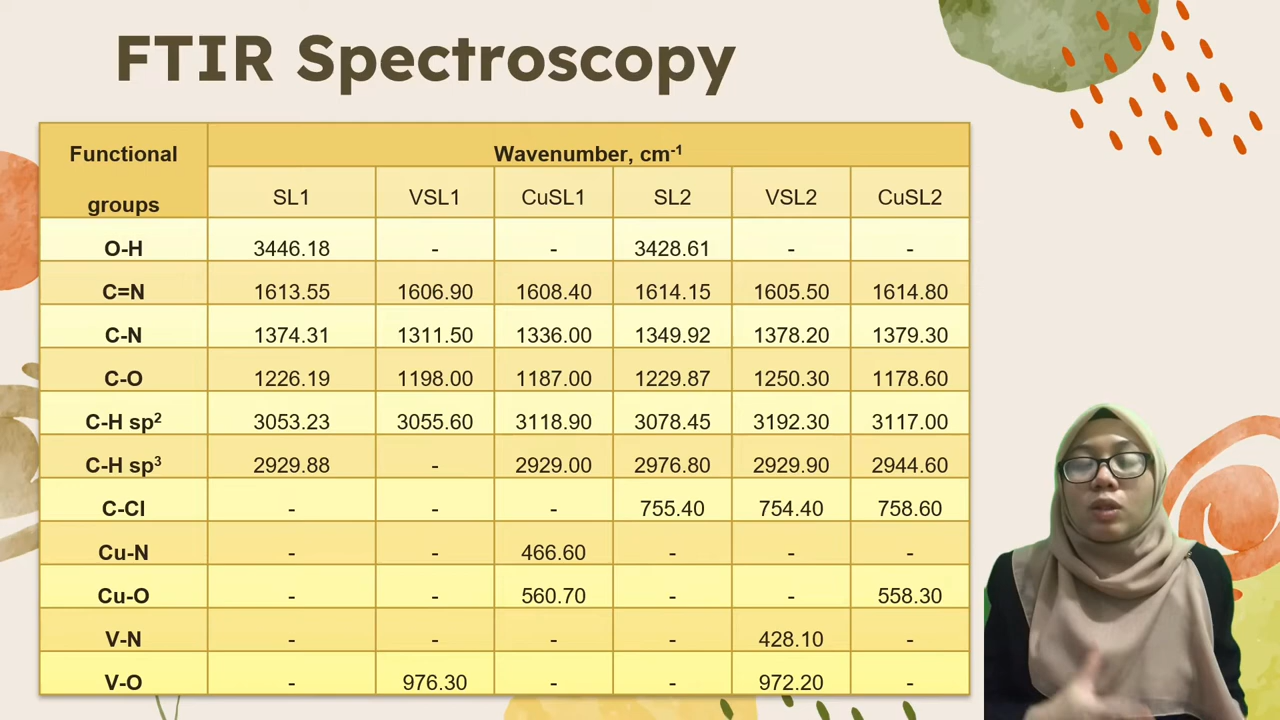 FTIR Spectroscopy
Functional groups Wavenumber, cm⁻¹
SL1 VSL1 CuSL1 SL2 VSL2 CuSL2
O-H 3446.18 - - 3428.61 - -
C=N 1613.55 1606.90 1608.40 1614.15 1605.50 1614.80
C-N 1374.31 1311.50 1336.00 1349.92 1378.20 1379.30
C-O 1226.19 1198.00 1187.00 1229.87 1250.30 1178.60
C-H sp² 3053.23 3055.60 3118.90 3078.45 3192.30 3117.00
C-H sp³ 2929.88 - 2929.00 2976.80 2929.90 2944.60
C-Cl - - - 755.40 754.40 758.60
Cu-N - - 466.60 - - -
Cu-O - - 560.70 - - 558.30
V-N - - - - 428.10 -
V-O - 976.30 - - 972.20 -